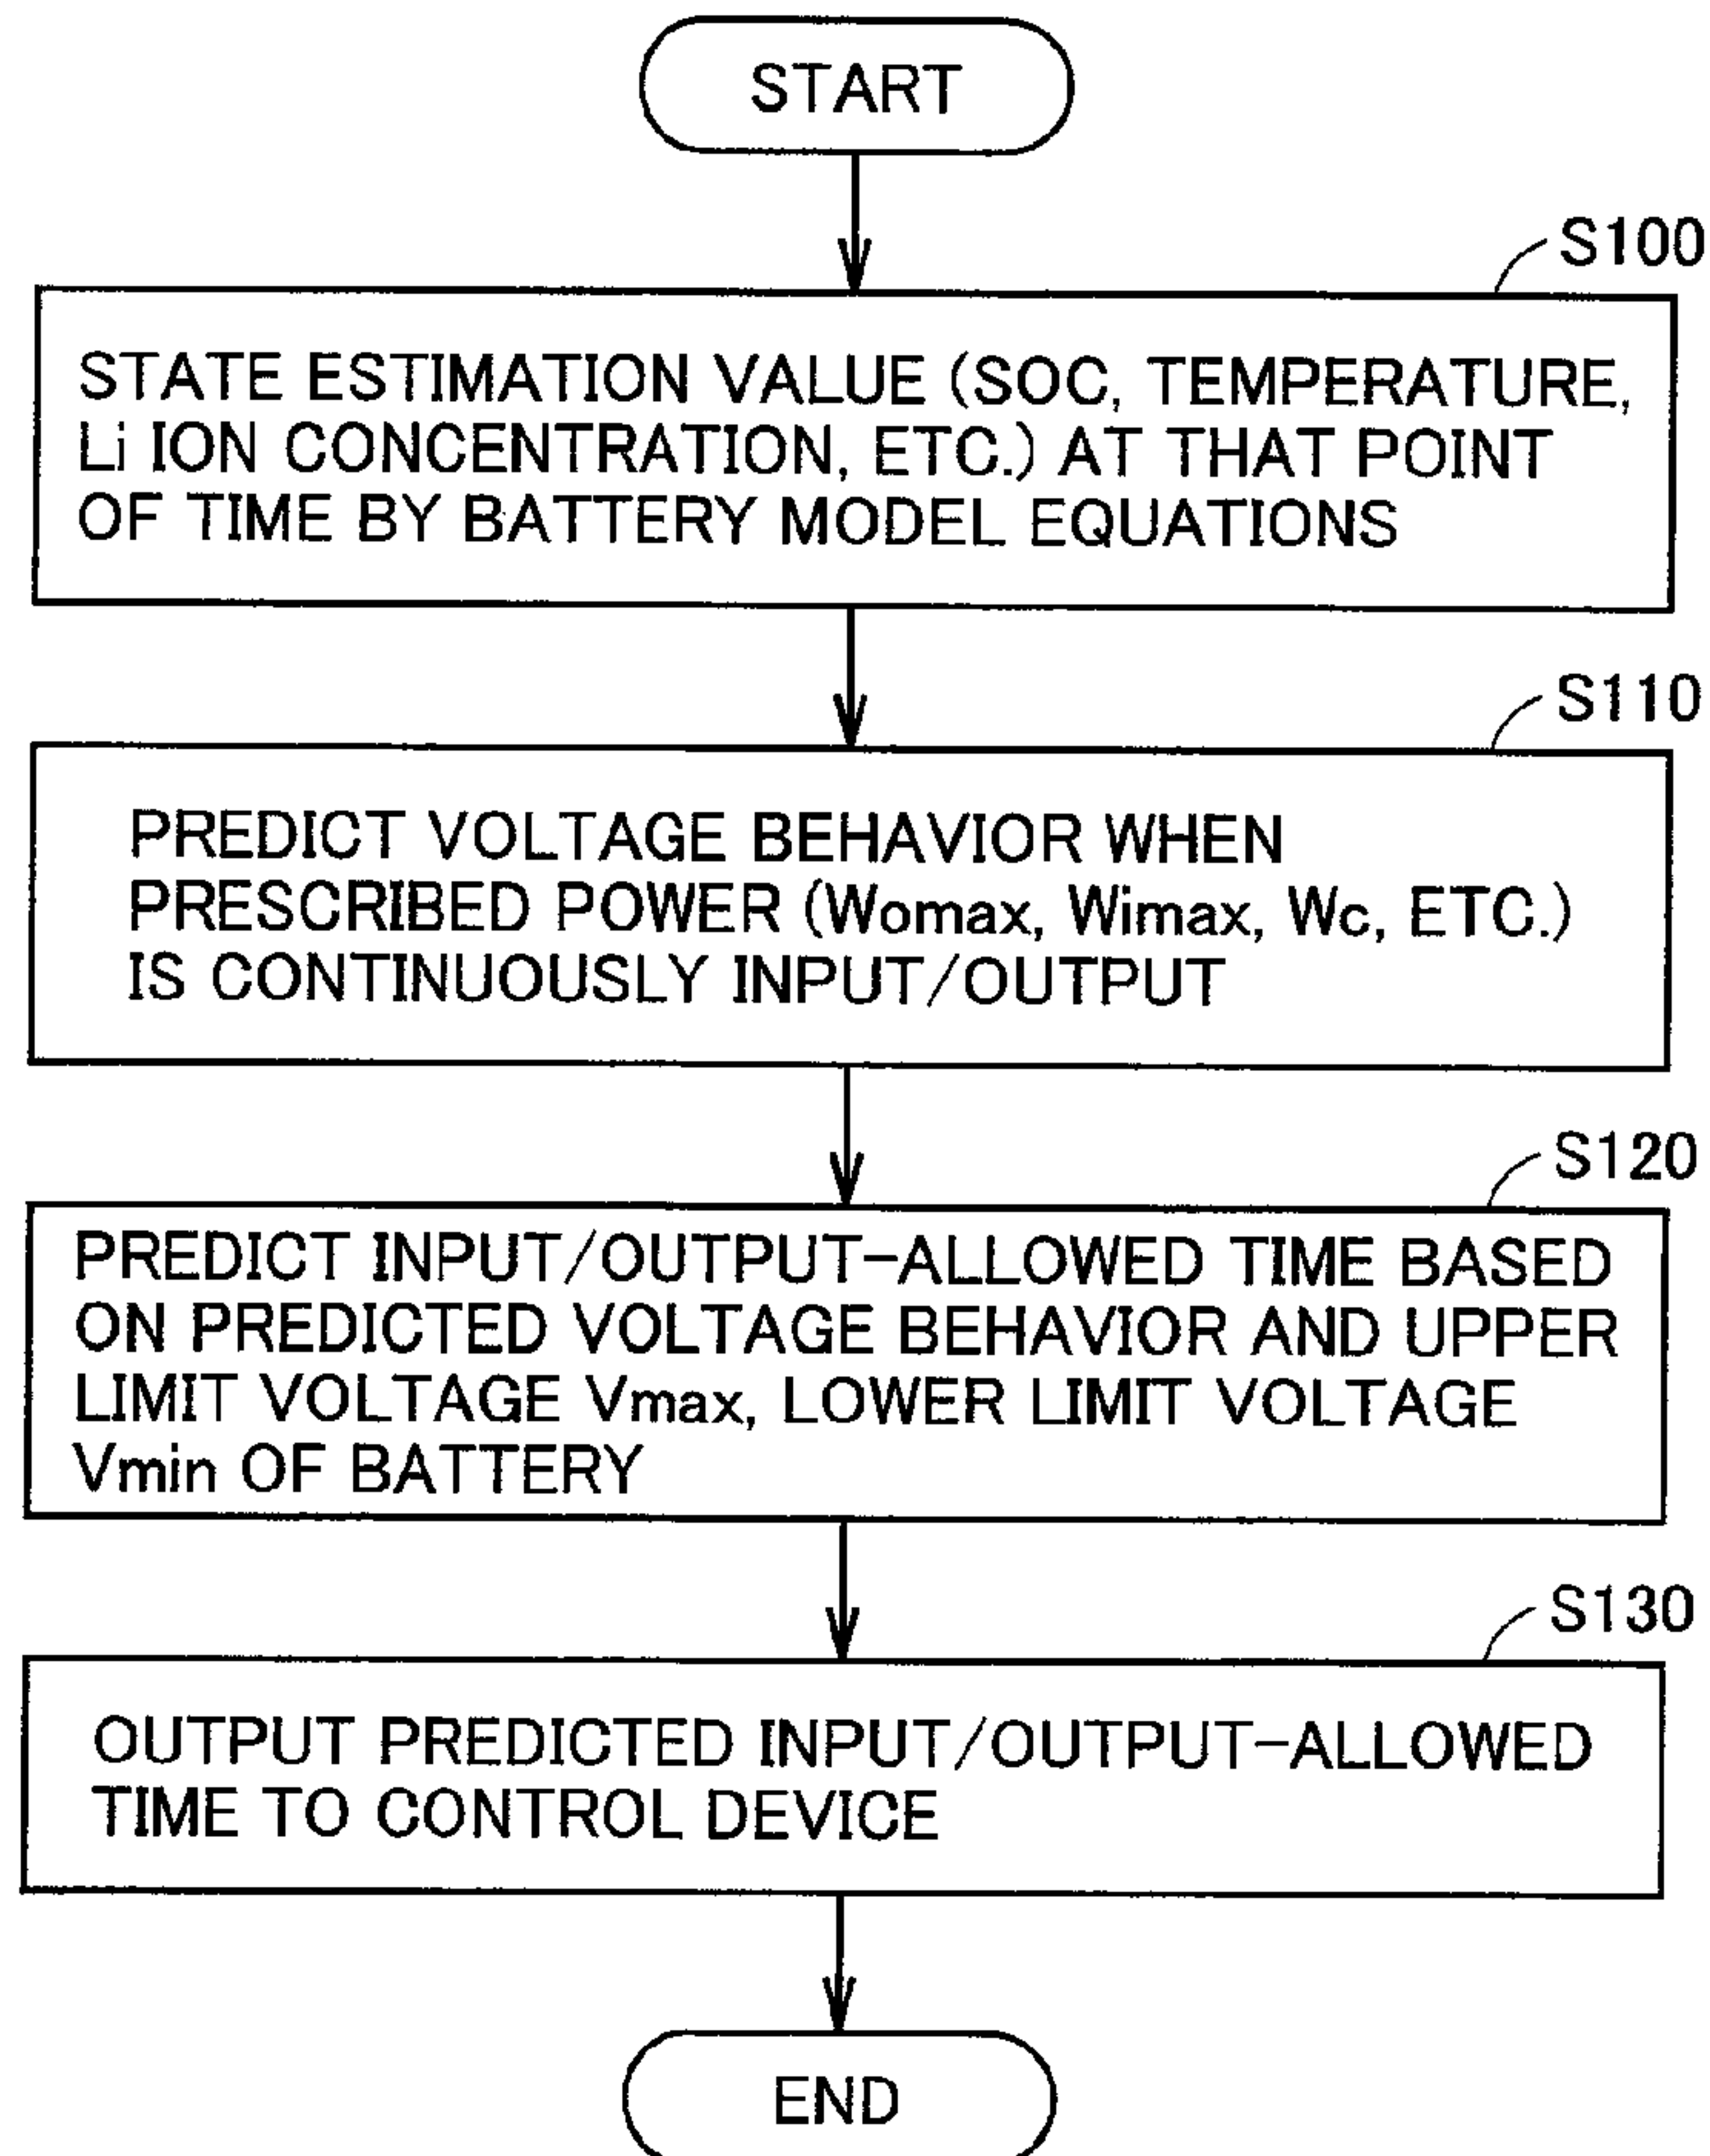 START
S100
STATE ESTIMATION VALUE (SOC, TEMPERATURE,
Li ION CONCENTRATION, ETC.) AT THAT POINT
OF TIME BY BATTERY MODEL EQUATIONS
S110
PREDICT VOLTAGE BEHAVIOR WHEN
PRESCRIBED POWER (Womax, Wimax, Wc, ETC.)
IS CONTINUOUSLY INPUT/OUTPUT
S120
PREDICT INPUT/OUTPUT-ALLOWED TIME BASED
ON PREDICTED VOLTAGE BEHAVIOR AND UPPER
LIMIT VOLTAGE Vmax, LOWER LIMIT VOLTAGE
Vmin OF BATTERY
S130
OUTPUT PREDICTED INPUT/OUTPUT-ALLOWED
TIME TO CONTROL DEVICE
END